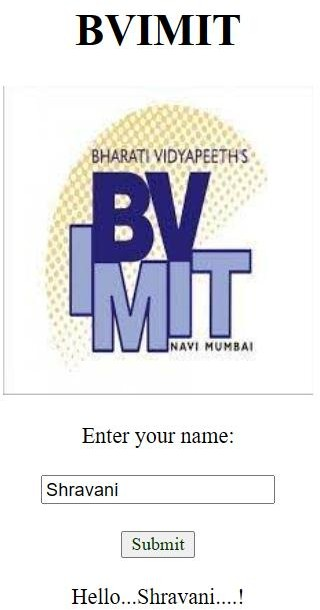 BVIMIT
BHARATI VIDYAPEETH'S
BV
IMIT
NAVI MUMBAI
Enter your name:
Shravani
Submit
Hello...Shravani....!